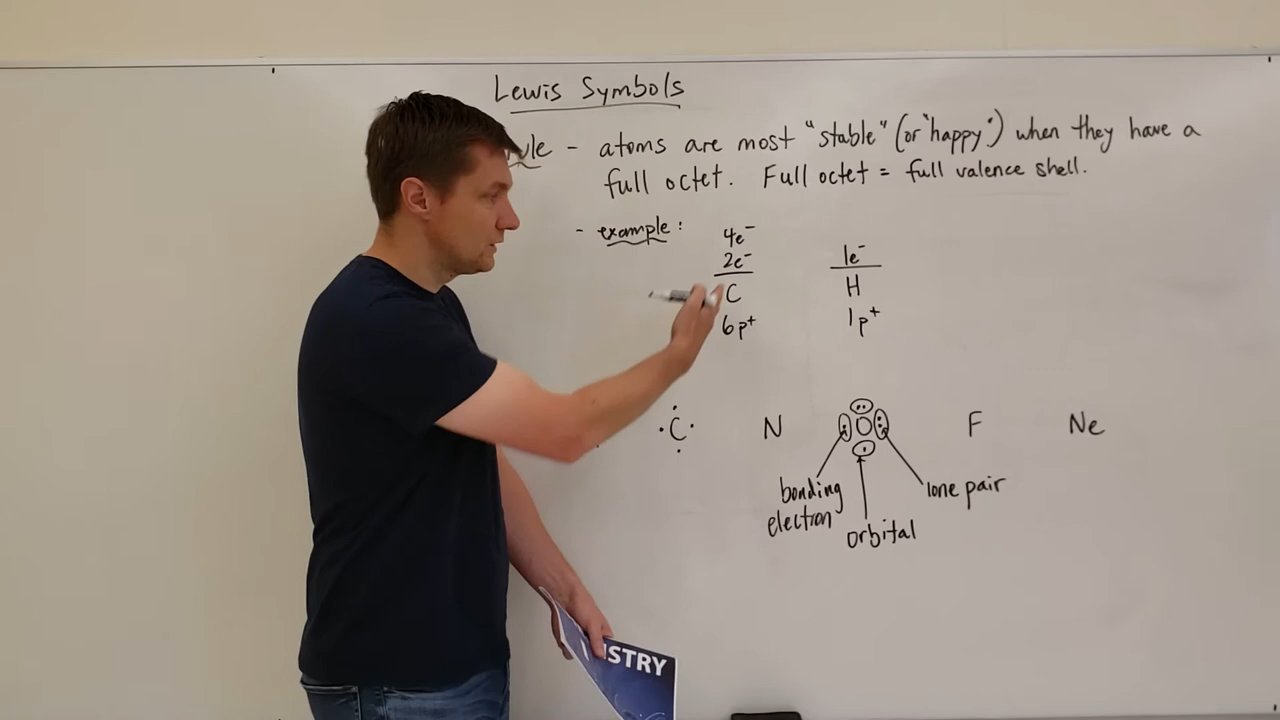 Lewis Symbols
- atoms are most "stable" (or "happy") when they have a
full octet. Full octet = full valence shell.
- example:
4e⁻
2e⁻
C
6p⁺
1e⁻
H
1p⁺
C N O F Ne
bonding
electron
orbital
lone pair
ISTRY